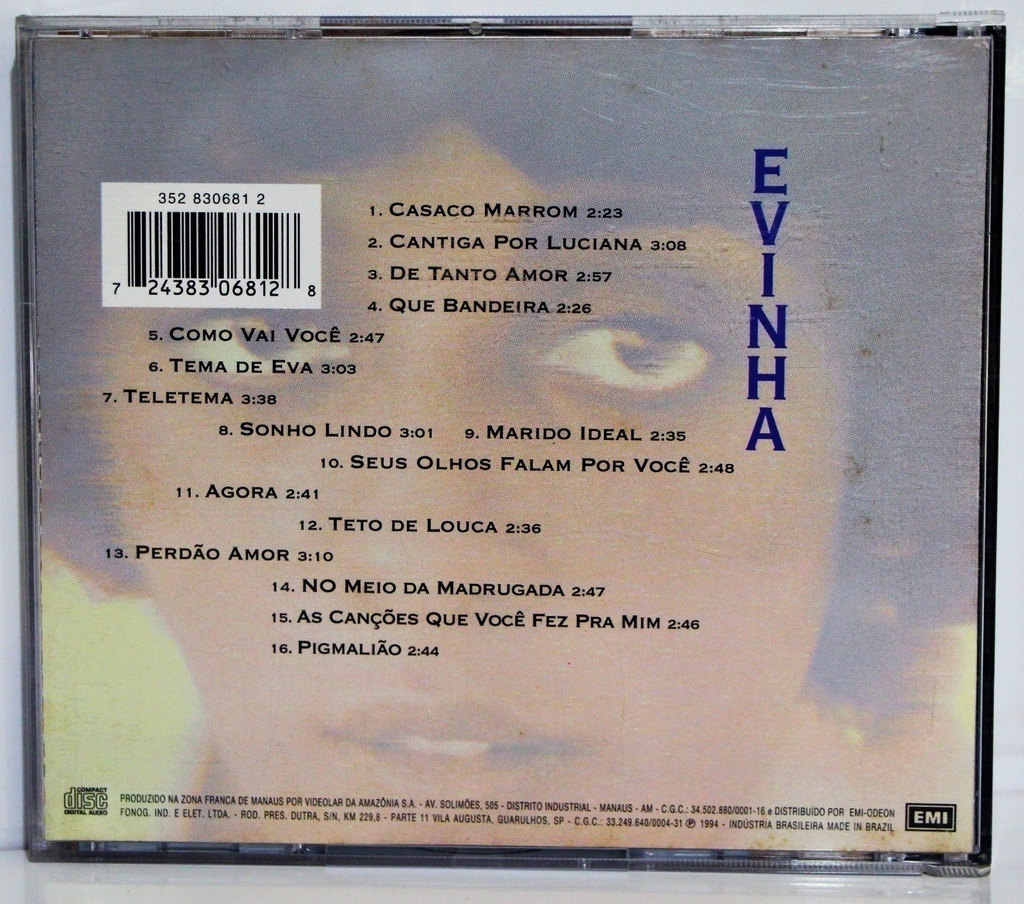 352 830681 2
7 24383 06812 8
EVINHA
1. CASACO MARROM 2:23
2. CANTIGA POR LUCIANA 3:08
3. DE TANTO AMOR 2:57
4. QUE BANDEIRA 2:26
5. COMO VAI VOCÊ 2:47
6. TEMA DE EVA 3:03
7. TELETEMA 3:38
8. SONHO LINDO 3:01 9. MARIDO IDEAL 2:35
10. SEUS OLHOS FALAM POR VOCÊ 2:48
11. AGORA 2:41
12. TETO DE LOUCA 2:36
13. PERDÃO AMOR 3:10
14. NO MEIO DA MADRUGADA 2:47
15. AS CANÇÕES QUE VOCÊ FEZ PRA MIM 2:46
16. PIGMALIÃO 2:44
COMPACT
disc
DIGITAL AUDIO
PRODUZIDO NA ZONA FRANCA DE MANAUS POR VIDEOLAR DA AMAZÔNIA S.A. - AV. SOLIMÕES, 505 - DISTRITO INDUSTRIAL - MANAUS - AM - C.G.C.: 34.502.880/0001-16 e DISTRIBUÍDO POR EMI-ODEON
FONOG. IND. E ELET. LTDA. - ROD. PRES. DUTRA, S/N, KM 229,8 - PARTE 11 VILA AUGUSTA, GUARULHOS, SP - C.G.C.: 33.249.640/0004-31 ℗ 1994 - INDÚSTRIA BRASILEIRA MADE IN BRAZIL
EMI